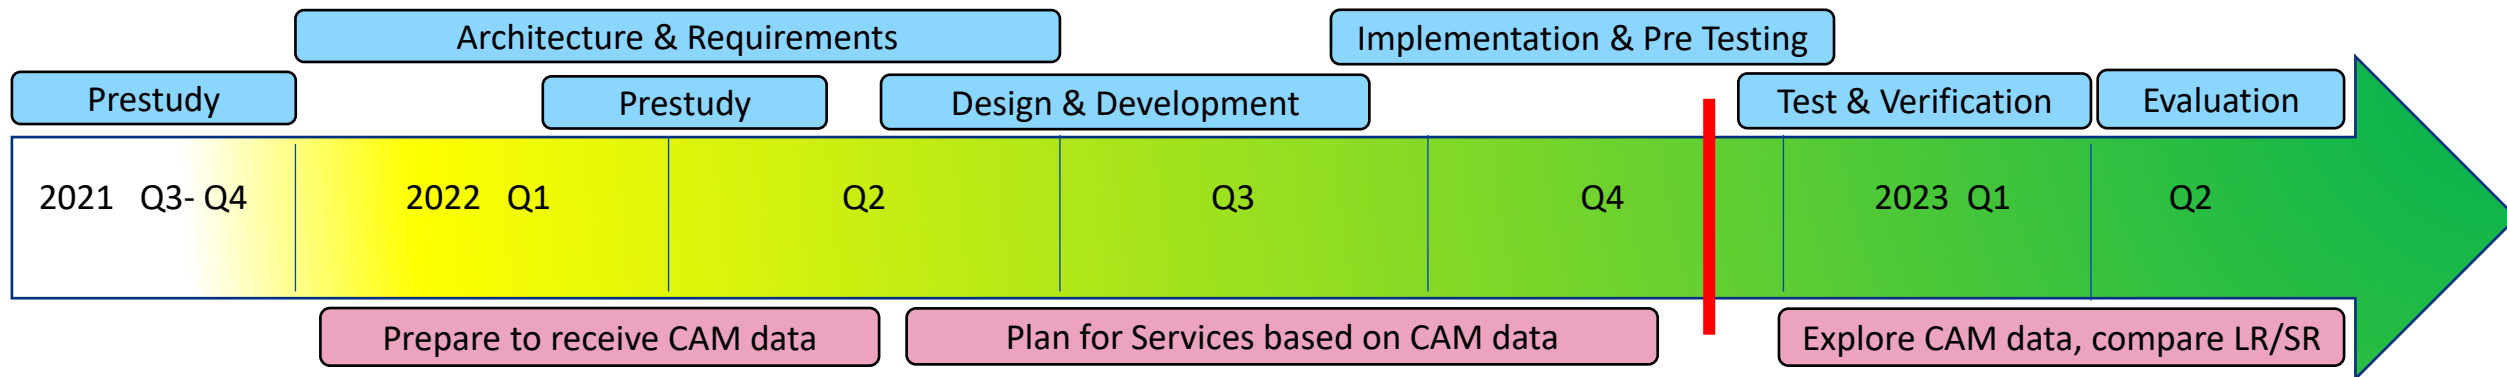 Architecture & Requirements
Implementation & Pre Testing
Prestudy
Prestudy
Design & Development
Test & Verification
Evaluation
2021 Q3- Q4
2022 Q1
Q2
Q3
Q4
2023 Q1
Q2
Prepare to receive CAM data
Plan for Services based on CAM data
Explore CAM data, compare LR/SR